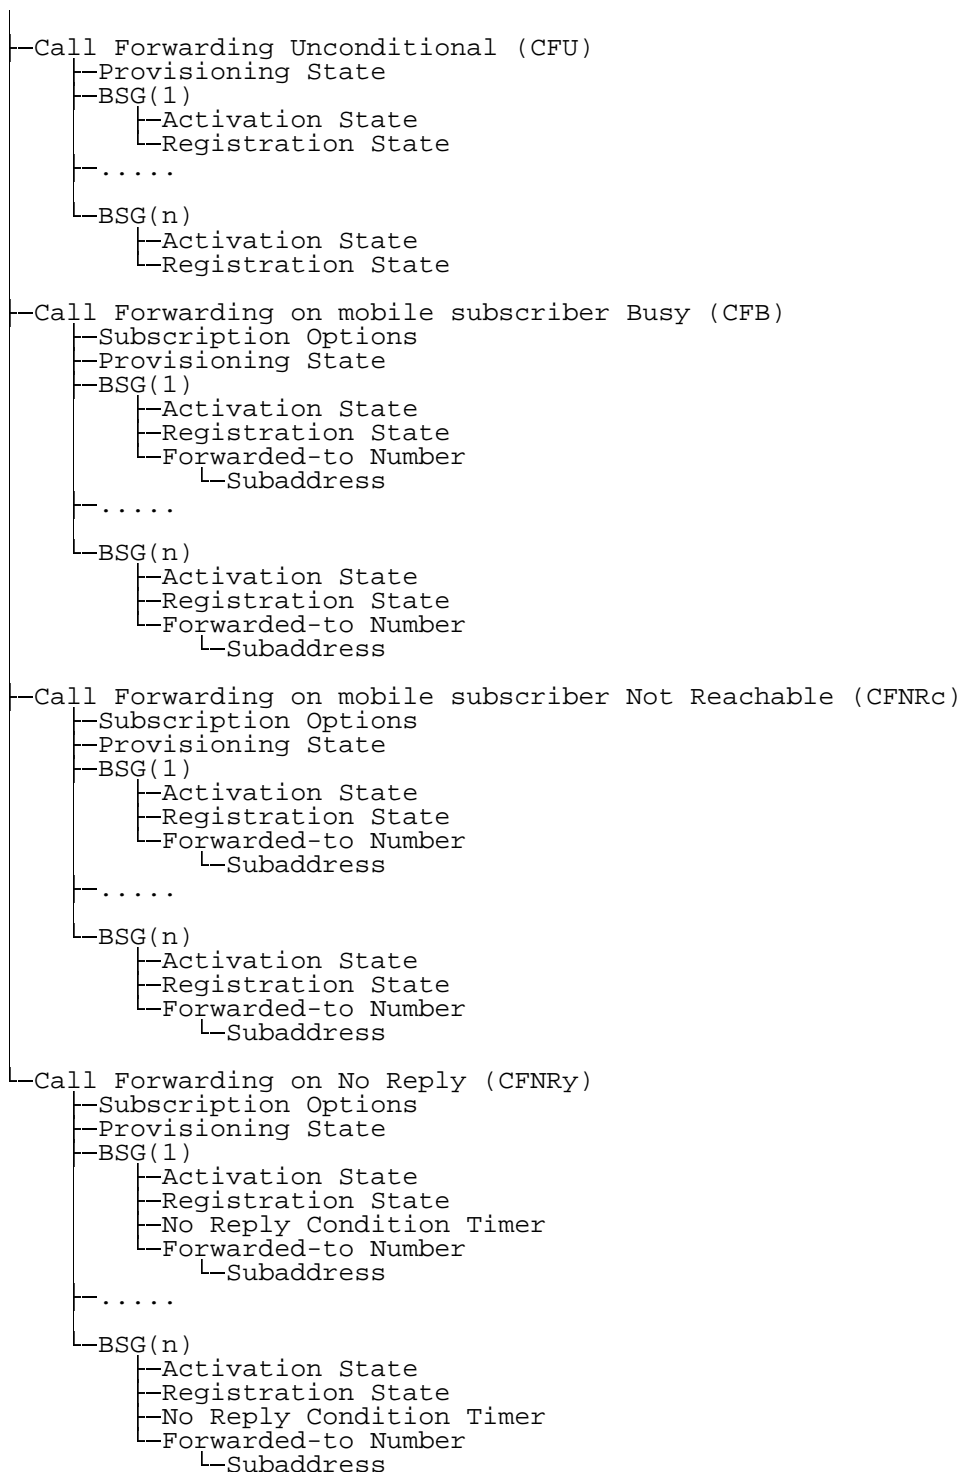 Call Forwarding Unconditional (CFU)
Provisioning State
BSG(1)
Activation State
Registration State
.....
BSG(n)
Activation State
Registration State
Call Forwarding on mobile subscriber Busy (CFB)
Subscription Options
Provisioning State
BSG(1)
Activation State
Registration State
Forwarded-to Number
Subaddress
.....
BSG(n)
Activation State
Registration State
Forwarded-to Number
Subaddress
Call Forwarding on mobile subscriber Not Reachable (CFNRc)
Subscription Options
Provisioning State
BSG(1)
Activation State
Registration State
Forwarded-to Number
Subaddress
.....
BSG(n)
Activation State
Registration State
Forwarded-to Number
Subaddress
Call Forwarding on No Reply (CFNRy)
Subscription Options
Provisioning State
BSG(1)
Activation State
Registration State
No Reply Condition Timer
Forwarded-to Number
Subaddress
.....
BSG(n)
Activation State
Registration State
No Reply Condition Timer
Forwarded-to Number
Subaddress